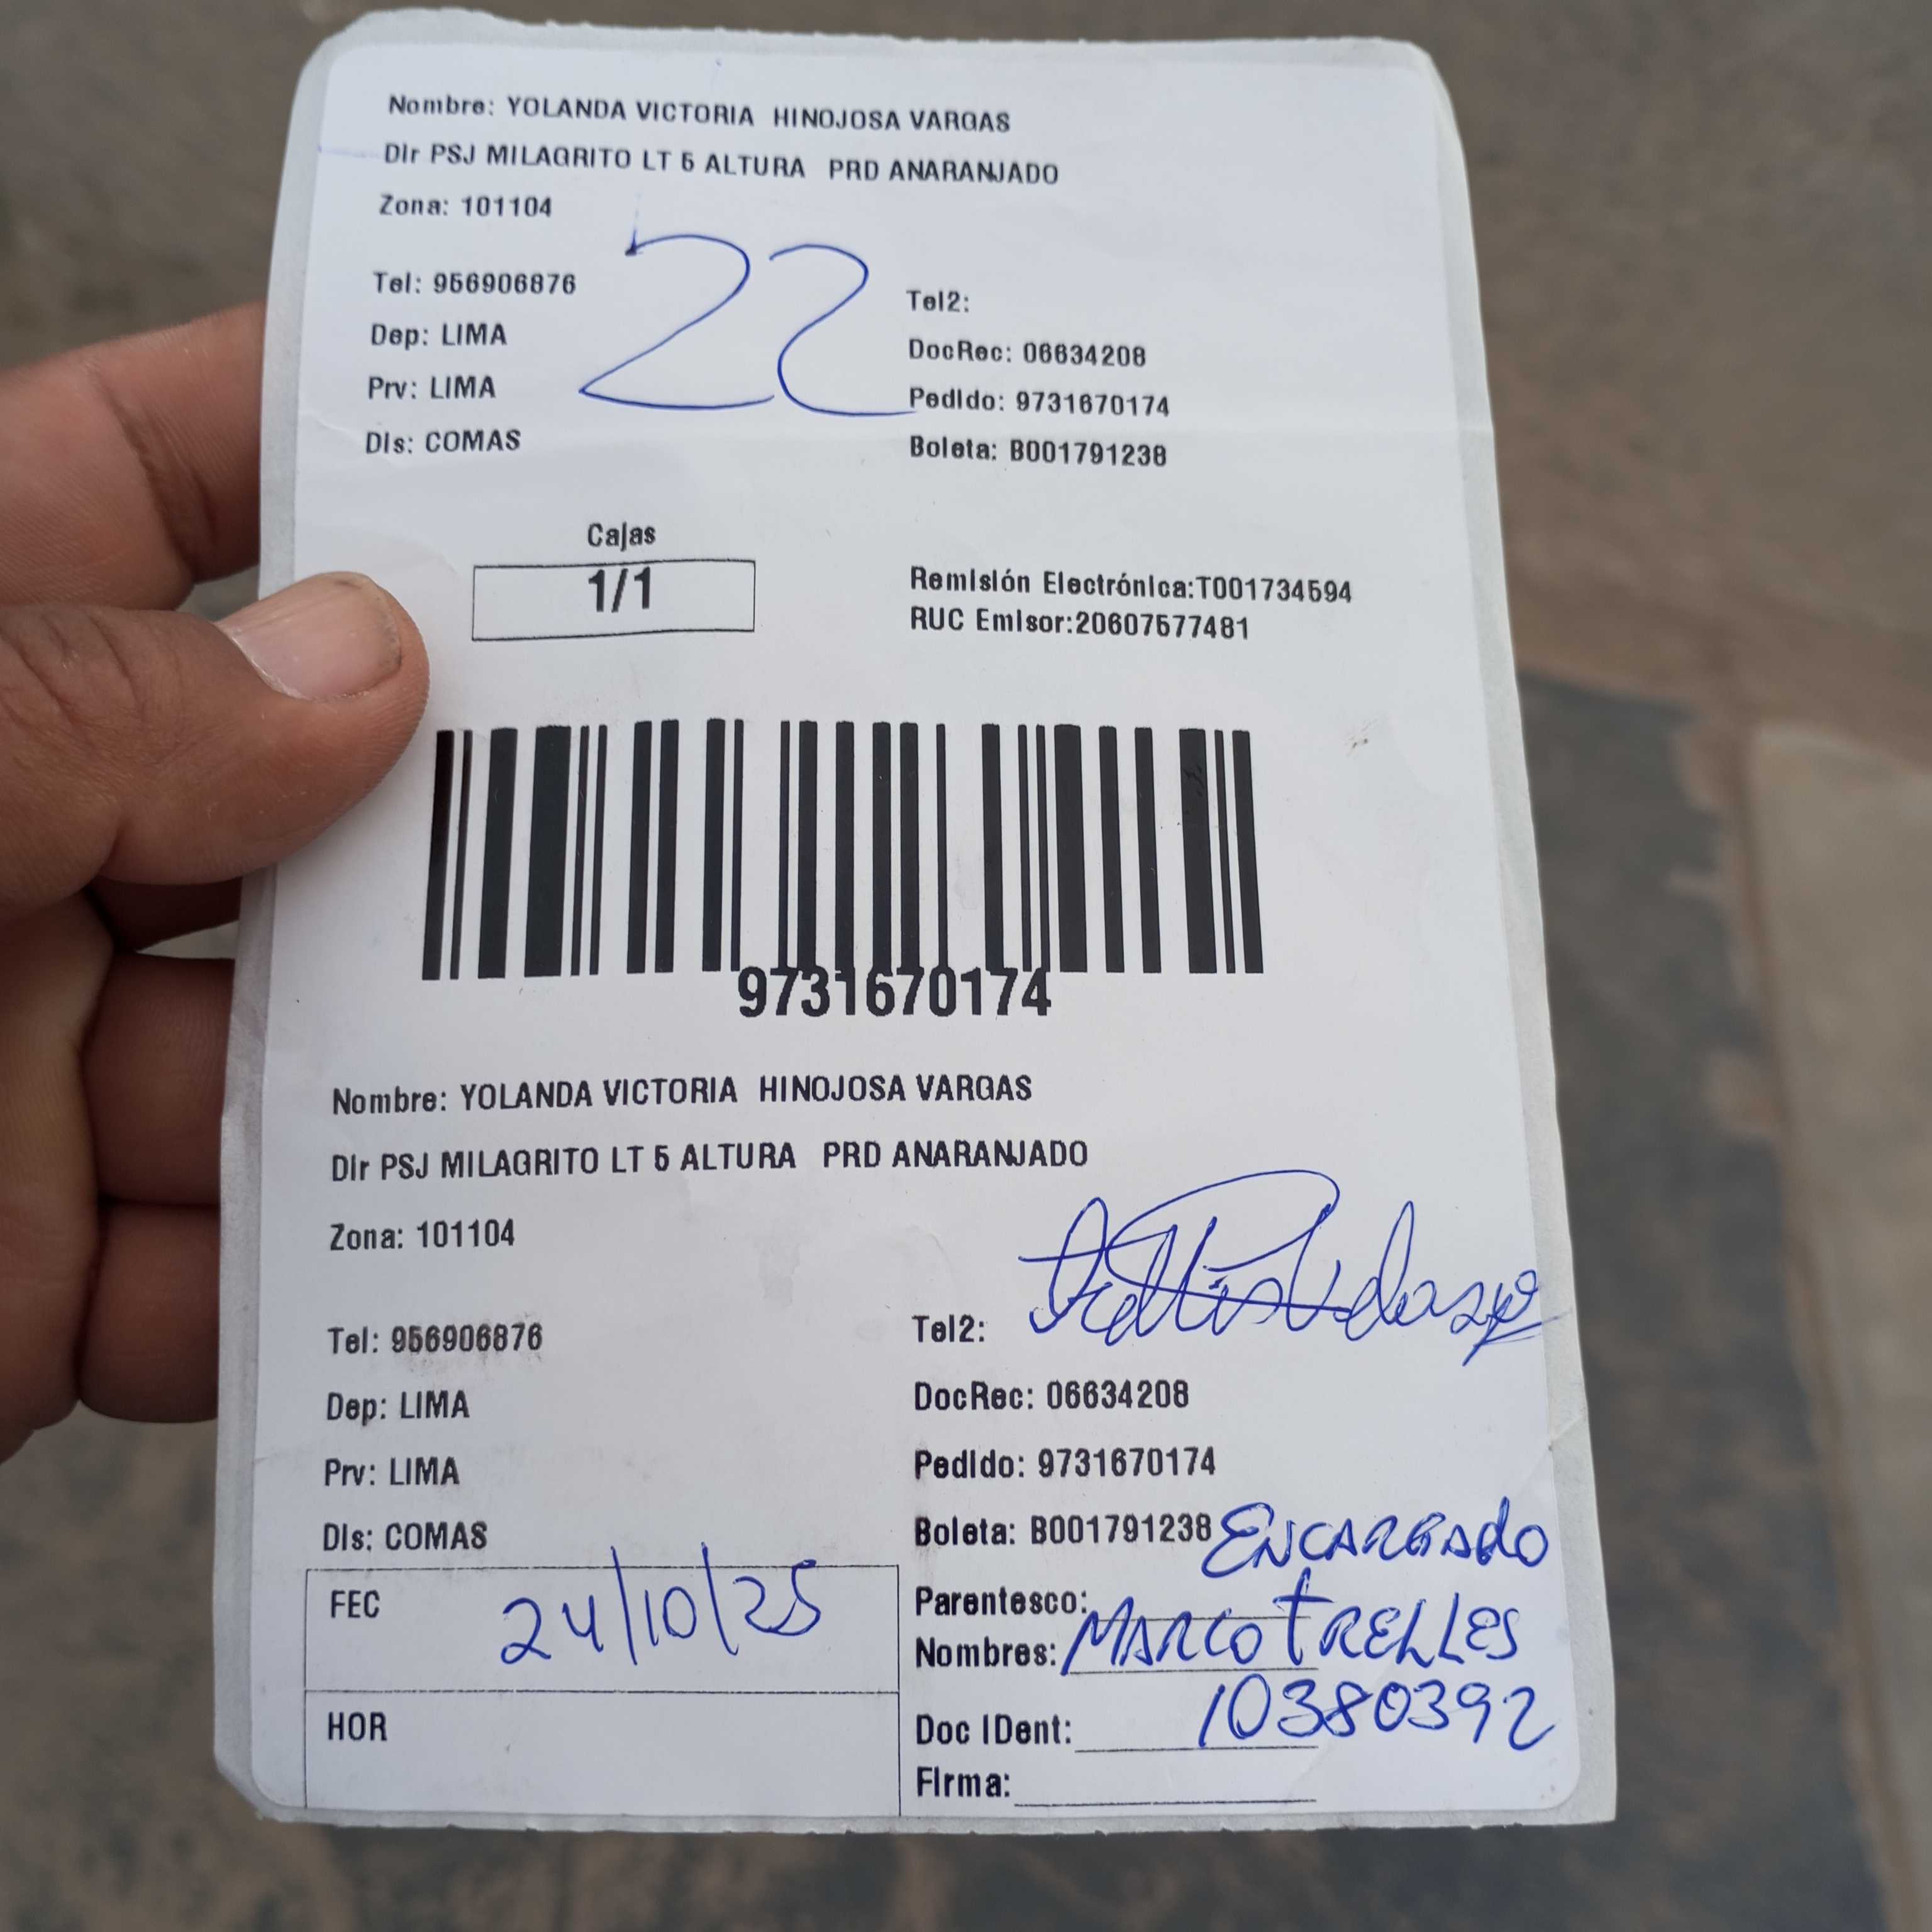 Nombre: YOLANDA VICTORIA HINOJOSA VARGAS
Dir PSJ MILAGRITO LT 5 ALTURA PRD ANARANJADO
Zona: 101104
22
Tel: 956906876
Tel2:
Dep: LIMA
DocRec: 06634208
Prv: LIMA
Pedido: 9731670174
Dis: COMAS
Boleta: B001791238
Cajas
1/1
Remisión Electrónica:T001734594
RUC Emisor:20607577481
9731670174
Nombre: YOLANDA VICTORIA HINOJOSA VARGAS
Dir PSJ MILAGRITO LT 5 ALTURA PRD ANARANJADO
Zona: 101104
Tel: 956906876
Tel2:
Dep: LIMA
DocRec: 06634208
Prv: LIMA
Pedido: 9731670174
Dis: COMAS
Boleta: B001791238
FEC 24/10/25
HOR
Parentesco: ENCARGADO
Nombres: MARCO TRELLES
Doc IDent: 10380392
Firma: